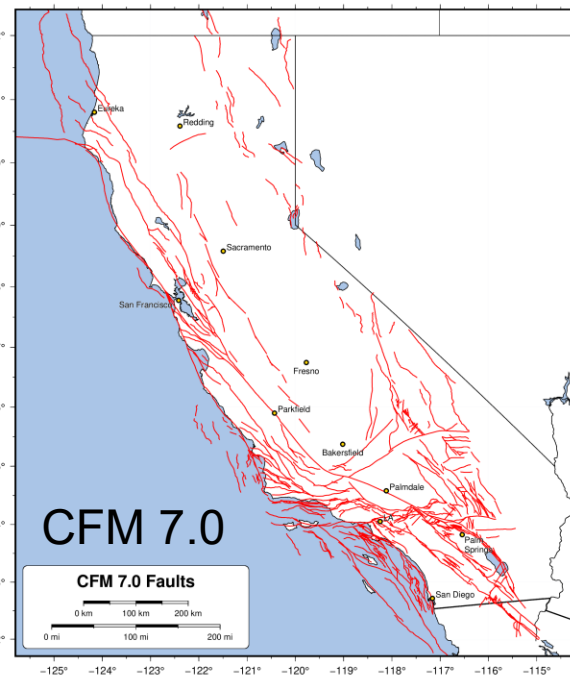 Eureka
Redding
Sacramento
San Francisco
Fresno
Parkfield
Bakersfield
Palmdale
Palm
Springs
San Diego
CFM 7.0
CFM 7.0 Faults
0 km 100 km 200 km
0 mi 100 mi 200 mi
−125° −124° −123° −122° −121° −120° −119° −118° −117° −116° −115°